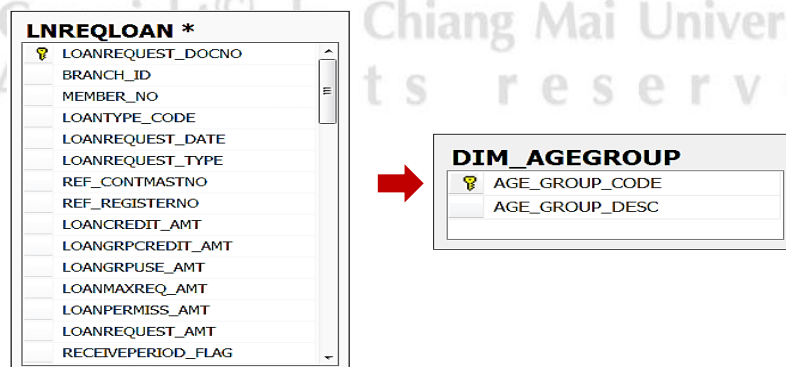 Chiang Mai Univer
t s r e s e r v
LNREQLOAN *
LOANREQUEST_DOCNO
BRANCH_ID
MEMBER_NO
LOANTYPE_CODE
LOANREQUEST_DATE
LOANREQUEST_TYPE
REF_CONTMASTNO
REF_REGISTERNO
LOANCREDIT_AMT
LOANGRPCREDIT_AMT
LOANGRPUSE_AMT
LOANMAXREQ_AMT
LOANPERMISS_AMT
LOANREQUEST_AMT
RECEIVEPERIOD_FLAG
DIM_AGEGROUP
AGE_GROUP_CODE
AGE_GROUP_DESC